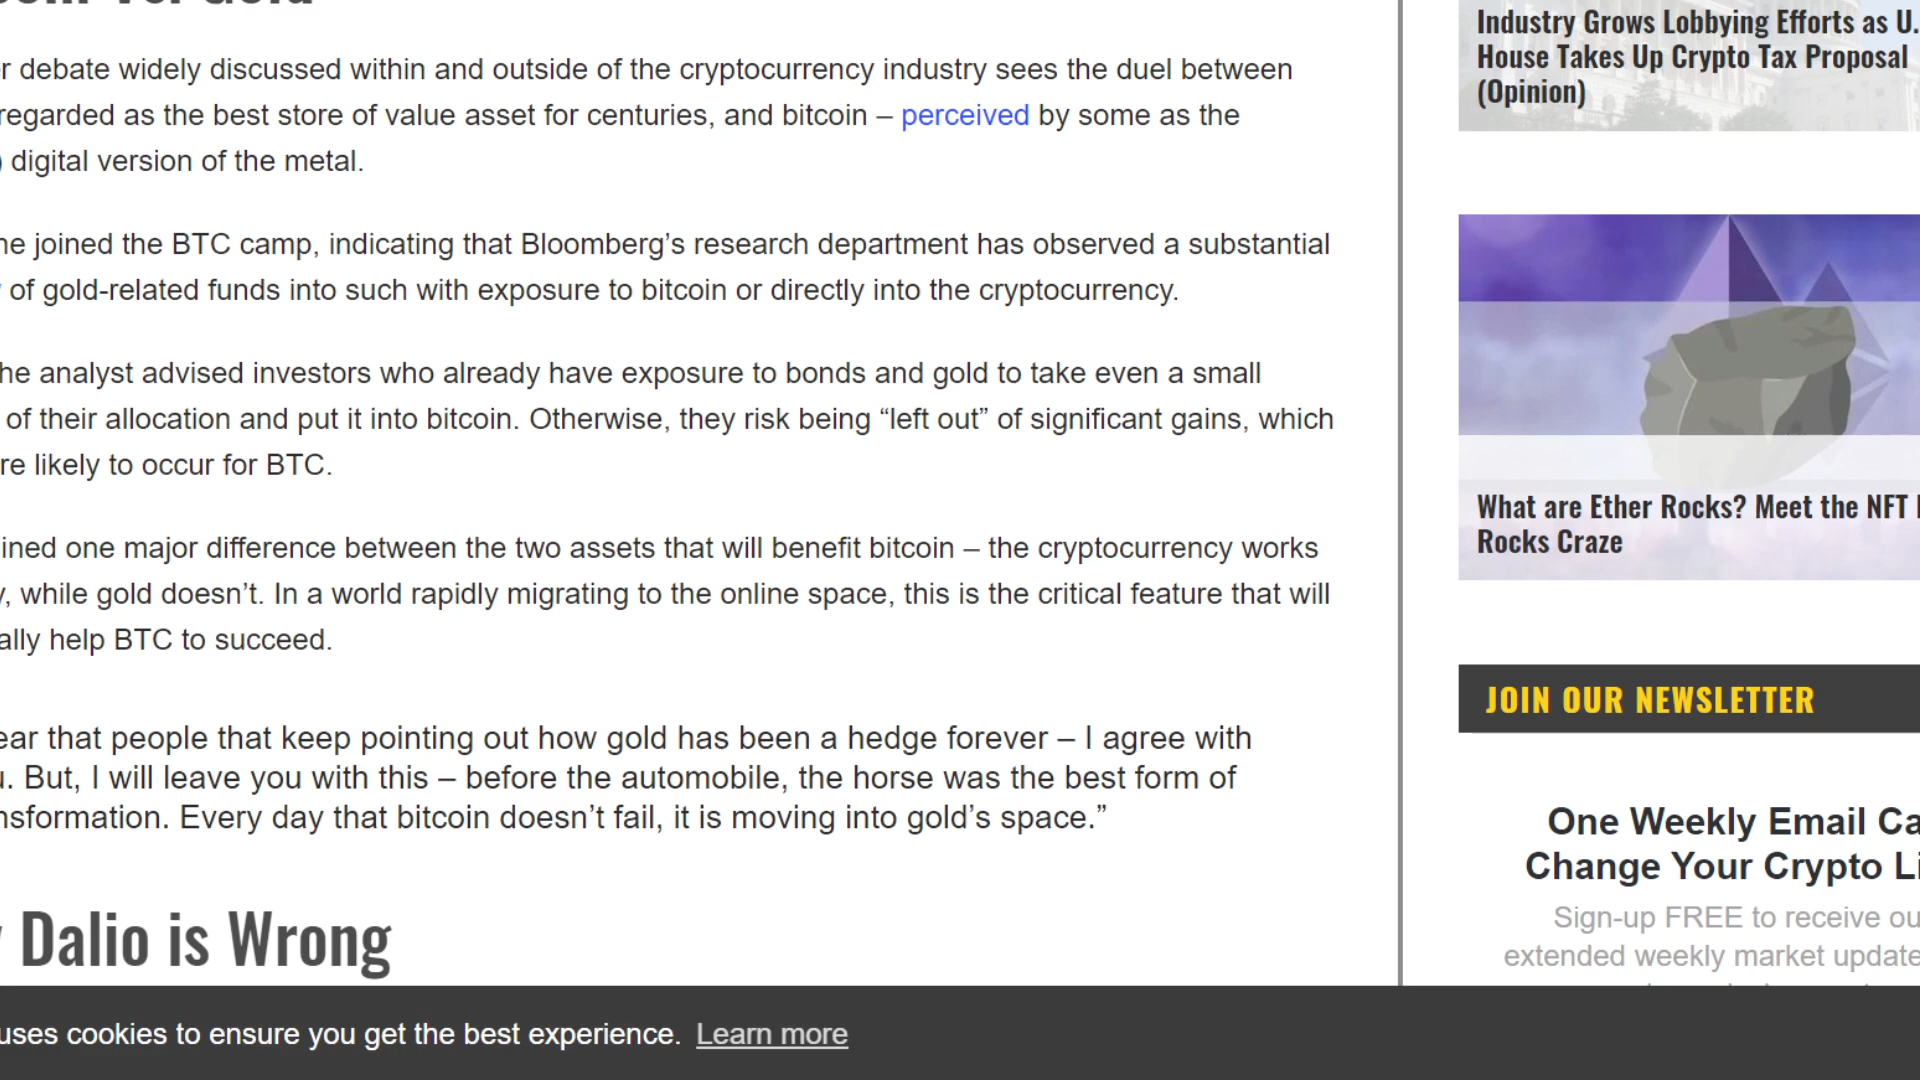 r debate widely discussed within and outside of the cryptocurrency industry sees the duel between
regarded as the best store of value asset for centuries, and bitcoin – perceived by some as the
) digital version of the metal.
ne joined the BTC camp, indicating that Bloomberg’s research department has observed a substantial
of gold-related funds into such with exposure to bitcoin or directly into the cryptocurrency.
he analyst advised investors who already have exposure to bonds and gold to take even a small
of their allocation and put it into bitcoin. Otherwise, they risk being “left out” of significant gains, which
re likely to occur for BTC.
ined one major difference between the two assets that will benefit bitcoin – the cryptocurrency works
y, while gold doesn’t. In a world rapidly migrating to the online space, this is the critical feature that will
ally help BTC to succeed.
ear that people that keep pointing out how gold has been a hedge forever – I agree with
u. But, I will leave you with this – before the automobile, the horse was the best form of
nsformation. Every day that bitcoin doesn’t fail, it is moving into gold’s space.”
Dalio is Wrong
Industry Grows Lobbying Efforts as U.
House Takes Up Crypto Tax Proposal
(Opinion)
What are Ether Rocks? Meet the NFT
Rocks Craze
JOIN OUR NEWSLETTER
One Weekly Email Ca
Change Your Crypto Li
Sign-up FREE to receive ou
extended weekly market update
uses cookies to ensure you get the best experience. Learn more